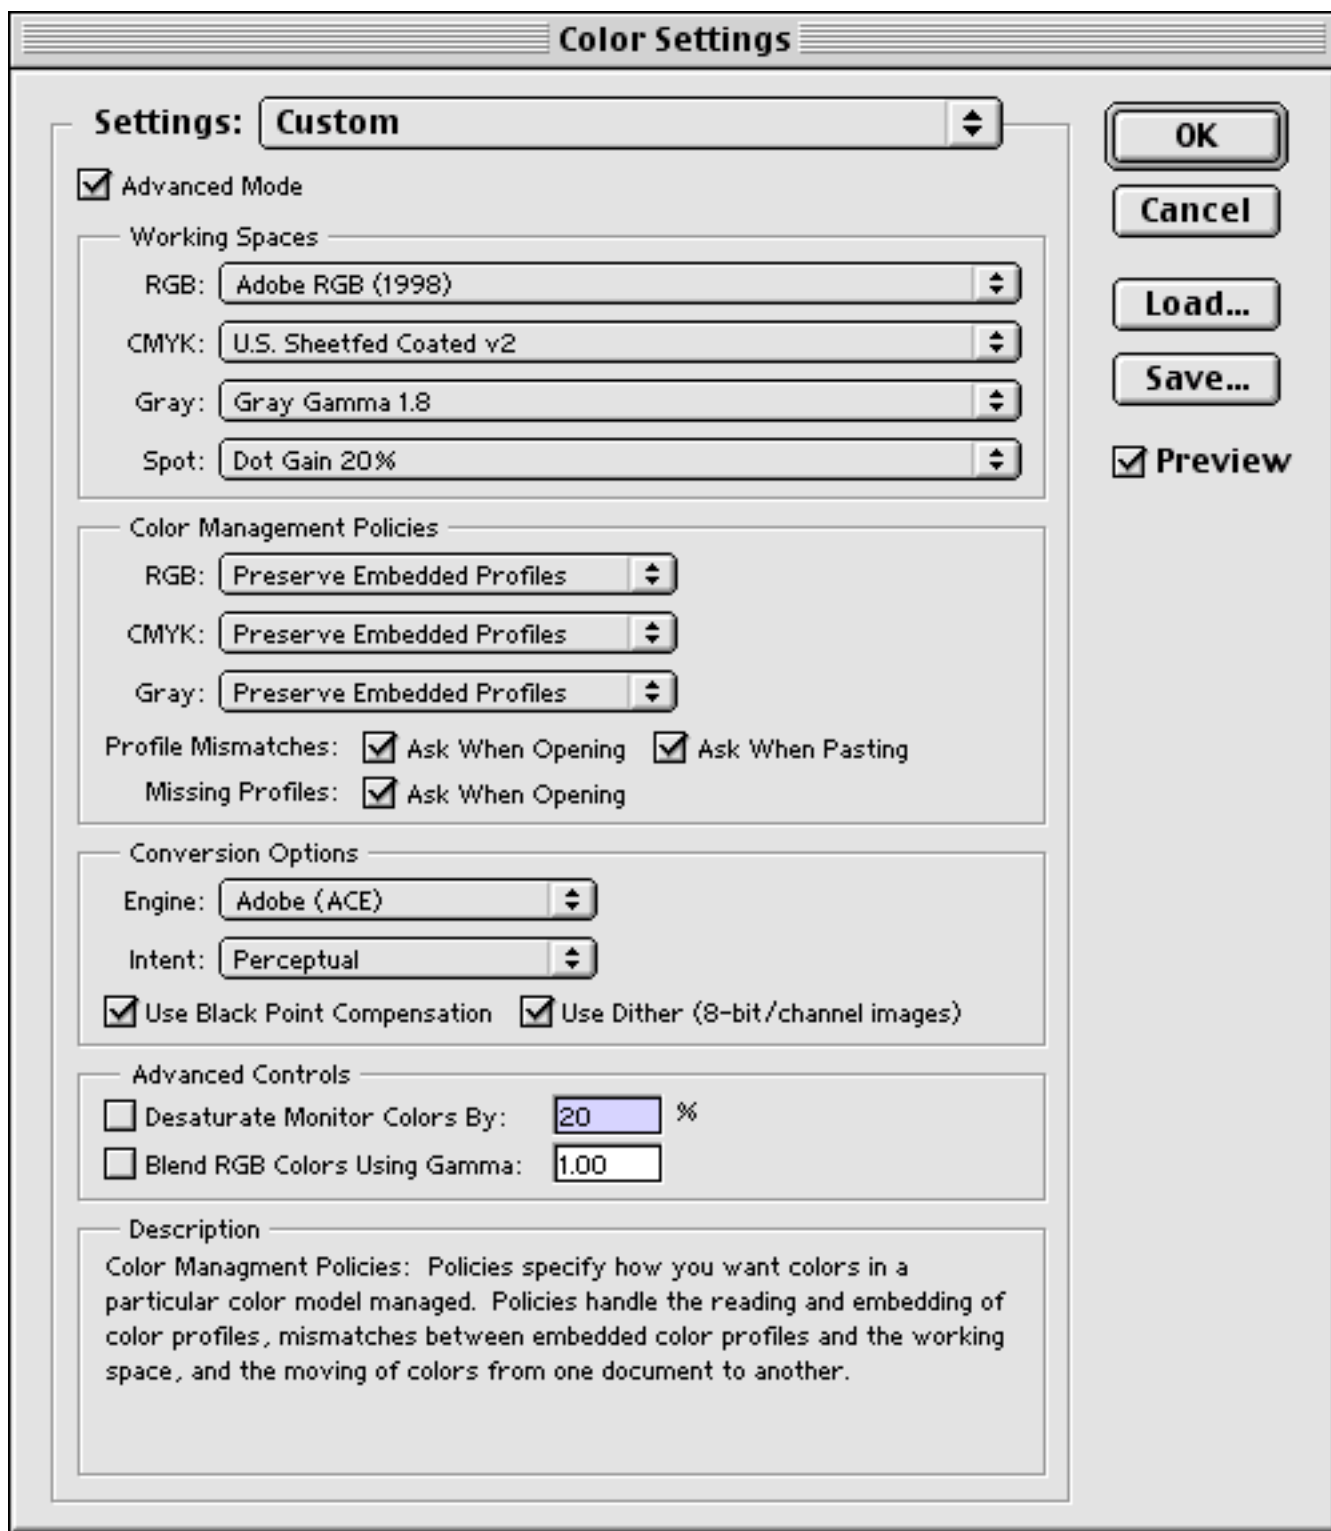 Color Settings
Settings: Custom
OK
Advanced Mode
Cancel
Working Spaces
RGB: Adobe RGB (1998)
Load...
CMYK: U.S. Sheetfed Coated v2
Save...
Gray: Gray Gamma 1.8
Spot: Dot Gain 20%
Preview
Color Management Policies
RGB: Preserve Embedded Profiles
CMYK: Preserve Embedded Profiles
Gray: Preserve Embedded Profiles
Profile Mismatches: Ask When Opening Ask When Pasting
Missing Profiles: Ask When Opening
Conversion Options
Engine: Adobe (ACE)
Intent: Perceptual
Use Black Point Compensation Use Dither (8-bit/channel images)
Advanced Controls
Desaturate Monitor Colors By: 20 %
Blend RGB Colors Using Gamma: 1.00
Description
Color Managment Policies: Policies specify how you want colors in a
particular color model managed. Policies handle the reading and embedding of
color profiles, mismatches between embedded color profiles and the working
space, and the moving of colors from one document to another.